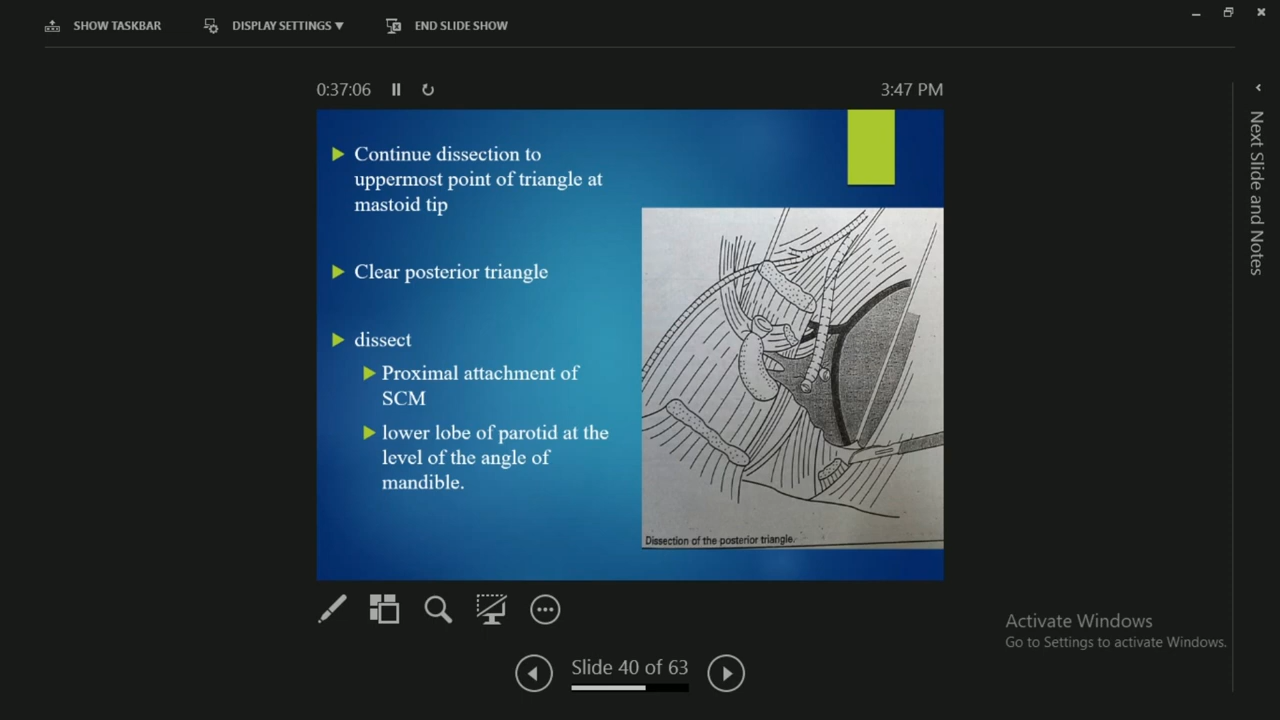 SHOW TASKBAR
DISPLAY SETTINGS ▼
END SLIDE SHOW
0:37:06
3:47 PM
Continue dissection to
uppermost point of triangle at
mastoid tip
Clear posterior triangle
dissect
Proximal attachment of
SCM
lower lobe of parotid at the
level of the angle of
mandible.
Dissection of the posterior triangle.
Next Slide and Notes
Activate Windows
Go to Settings to activate Windows.
Slide 40 of 63